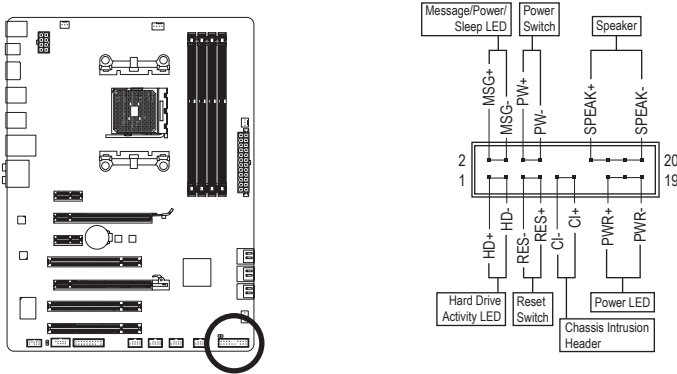 Message/Power/
Sleep LED
Power
Switch
Speaker
MSG+
MSG-
PW+
PW-
SPEAK+
SPEAK-
2
20
1
19
HD+
HD-
RES-
RES+
CI-
CI+
PWR+
PWR-
Hard Drive
Activity LED
Reset
Switch
Power LED
Chassis Intrusion
Header